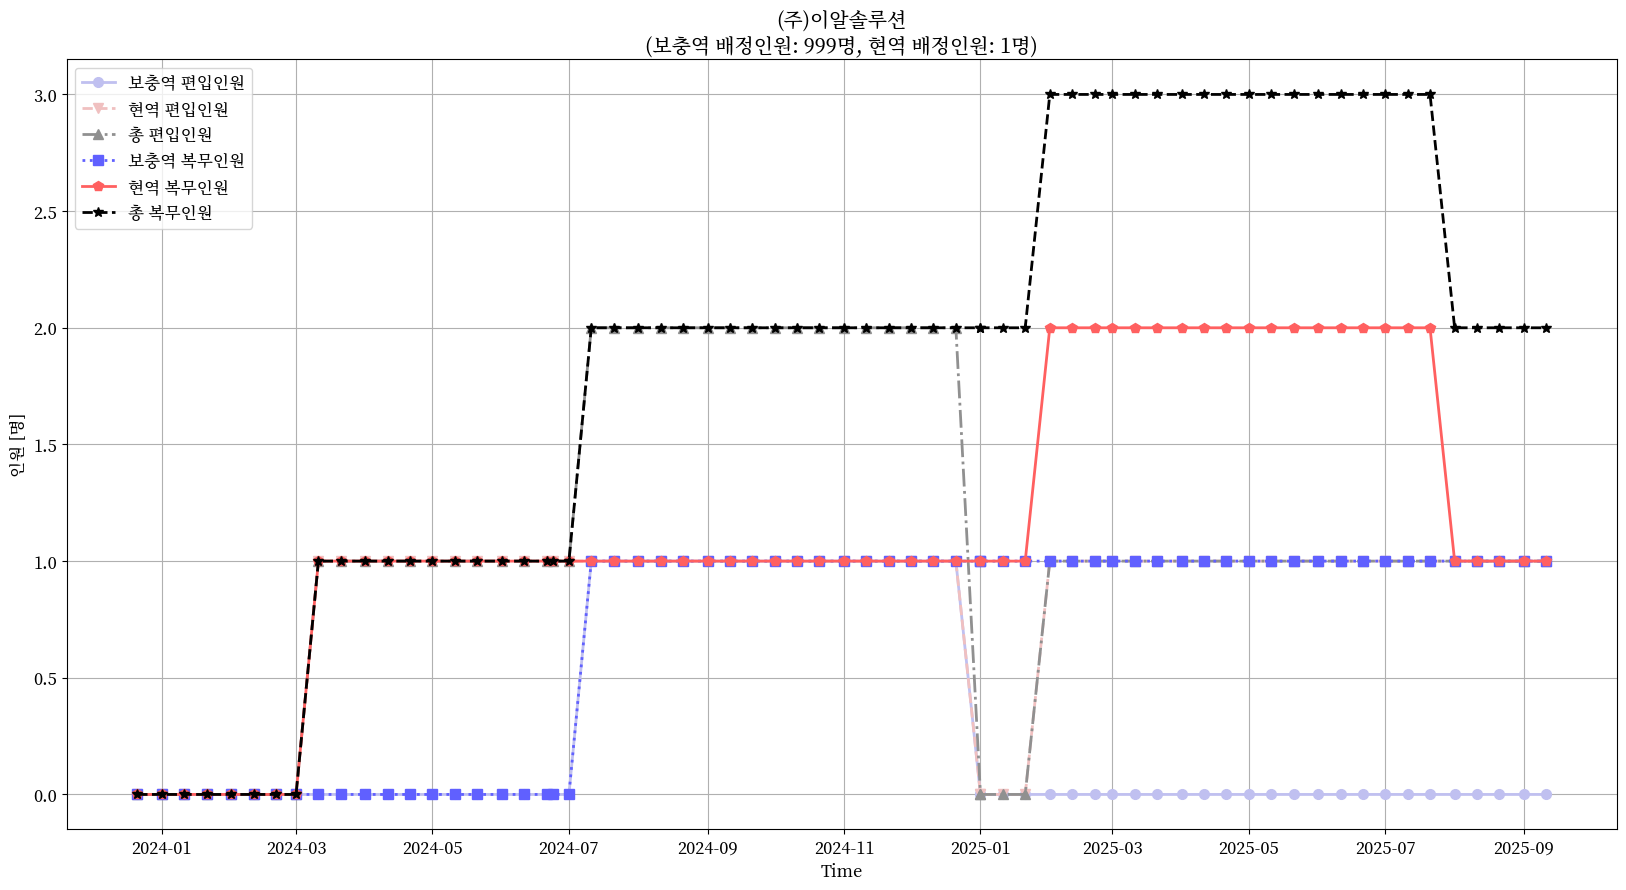 (주)이알솔루션
(보충역 배정인원: 999명, 현역 배정인원: 1명)
보충역 편입인원
현역 편입인원
총 편입인원
보충역 복무인원
현역 복무인원
총 복무인원
인원 [명]
3.0
2.5
2.0
1.5
1.0
0.5
0.0
2024-01
2024-03
2024-05
2024-07
2024-09
2024-11
2025-01
2025-03
2025-05
2025-07
2025-09
Time